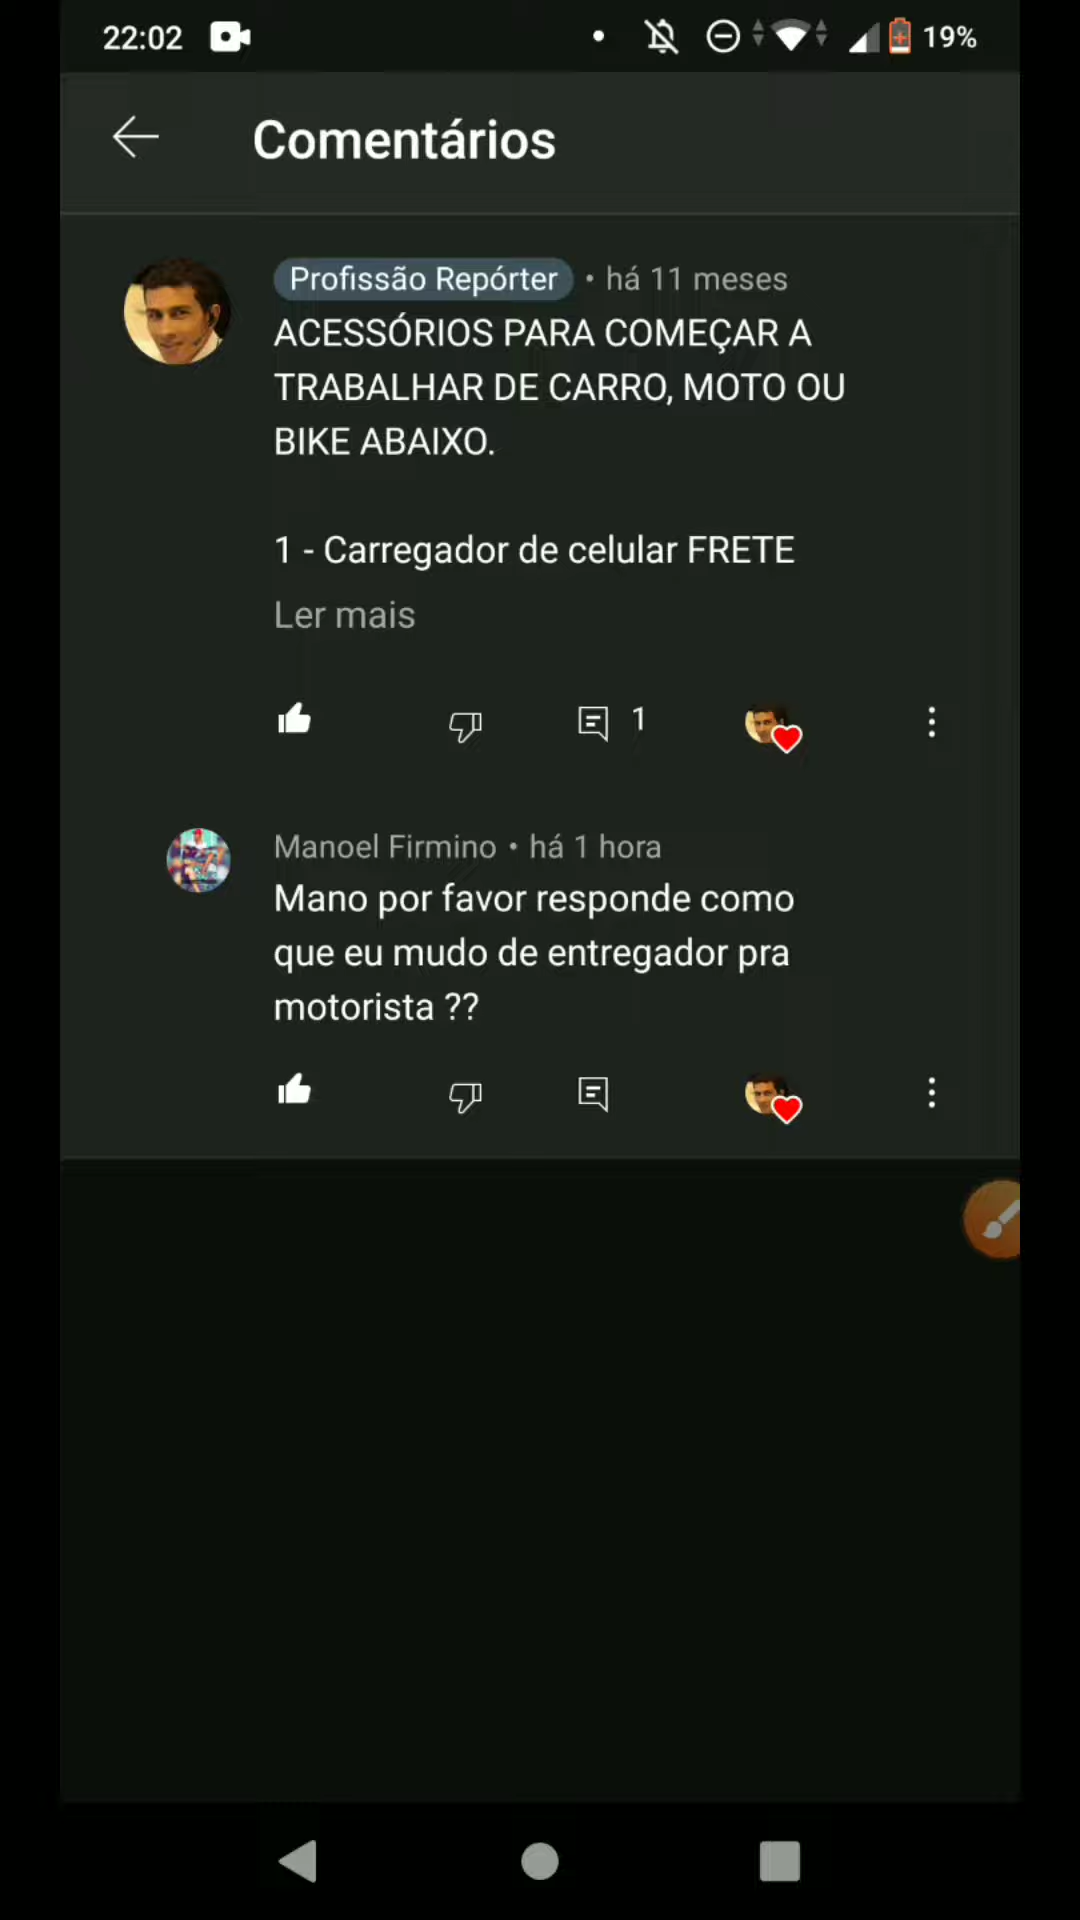 22:02
19%
Comentários
Profissão Repórter • há 11 meses
ACESSÓRIOS PARA COMEÇAR A
TRABALHAR DE CARRO, MOTO OU
BIKE ABAIXO.
1 - Carregador de celular FRETE
Ler mais
1
Manoel Firmino • há 1 hora
Mano por favor responde como
que eu mudo de entregador pra
motorista ??